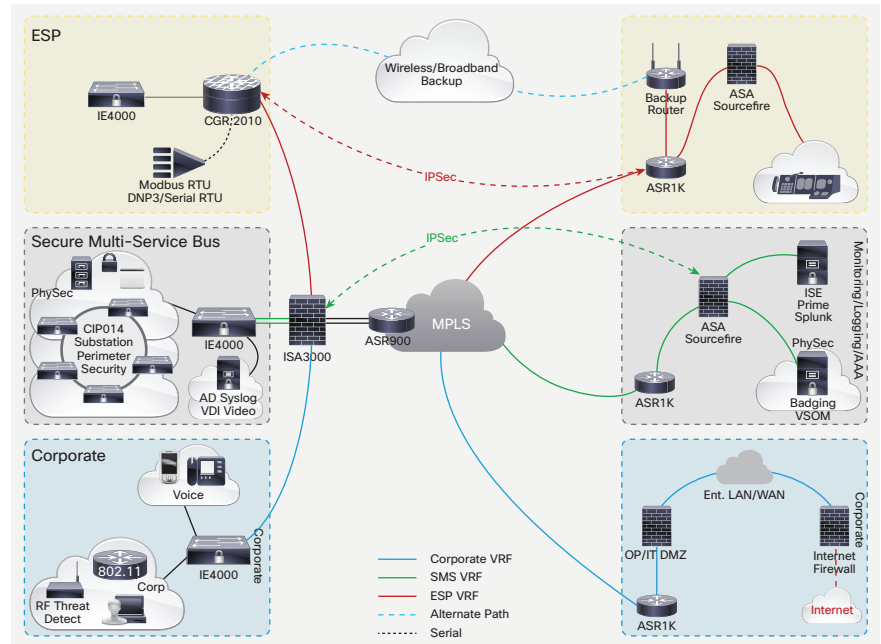 ESP
IE4000
CGR 2010
Modbus RTU
DNP3/Serial RTU
Wireless/Broadband
Backup
Backup
Router
ASA
Sourcefire
ASR1K
IPSec
Secure Multi-Service Bus
PhySec
CIP014
Substation
Perimeter
Security
IE4000
AD Syslog
VDI Video
ISA3000
ASR900
MPLS
IPSec
ASA
Sourcefire
ISE
Prime
Splunk
PhySec
Badging
VSOM
ASR1K
Monitoring/Logging/AAA
Corporate
Voice
IE4000
Corporate
802.11
Corp
RF Threat
Detect
Corporate VRF
SMS VRF
ESP VRF
Alternate Path
Serial
Ent. LAN/WAN
OP/IT DMZ
Internet
Firewall
Corporate
Internet
ASR1K